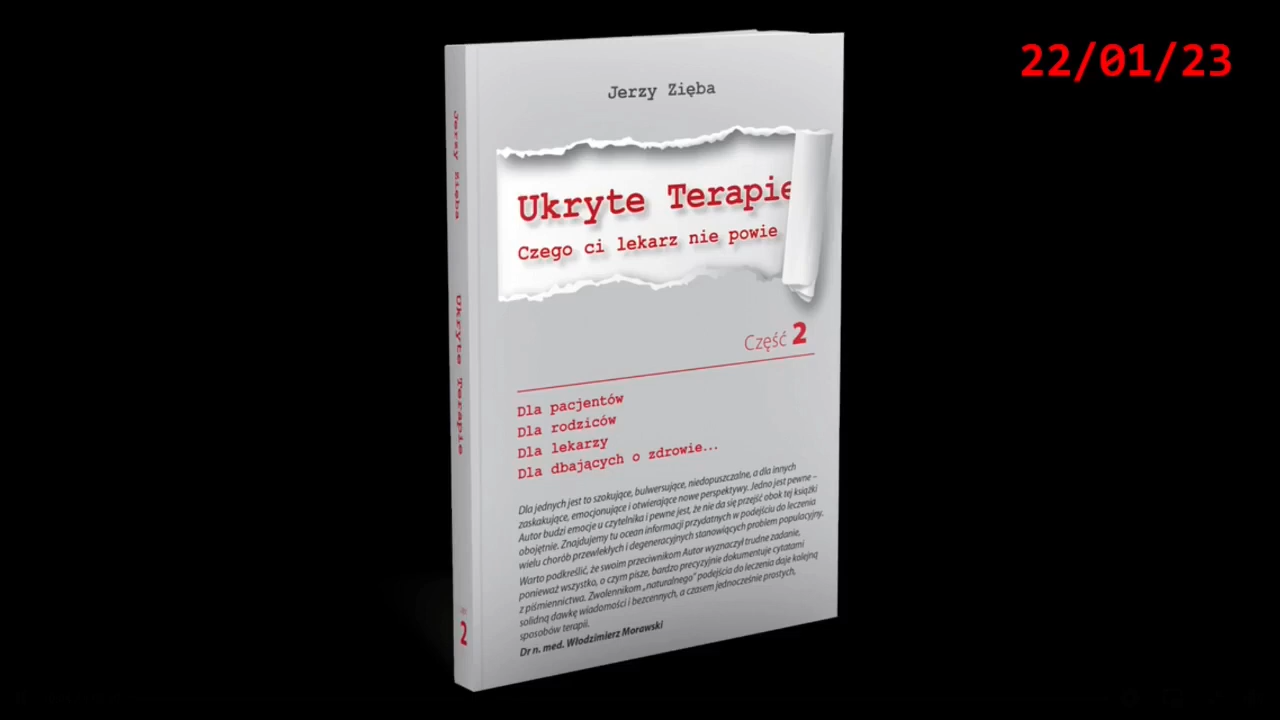 22/01/23
Jerzy Zięba
Ukryte Terapie
Czego ci lekarz nie powie
Część 2
Dla pacjentów
Dla rodziców
Dla lekarzy
Dla dbających o zdrowie...
Dla jednych jest to szokujące, bulwersujące, niedopuszczalne, a dla innych
zaskakujące, emocjonujące i otwierające nowe perspektywy. Jedno jest pewne –
Autor budzi emocje u czytelnika i pewne jest, że nie da się przejść obok tej książki
obojętnie. Znajdujemy tu ocean informacji przydatnych w podejściu do leczenia
wielu chorób przewlekłych i degeneracyjnych stanowiących problem populacyjny.
Warto podkreślić, że swoim przeciwnikom Autor wyznaczył trudne zadanie,
ponieważ wszystko, o czym pisze, bardzo precyzyjnie dokumentuje cytatami
z piśmiennictwa. Zwolennikom „naturalnego” podejścia do leczenia daje kolejną
solidną dawkę wiadomości i bezcennych, a czasem jednocześnie prostych,
sposobów terapii.
Dr n. med. Włodzimierz Morawski
Jerzy Zięba
Ukryte Terapie
2